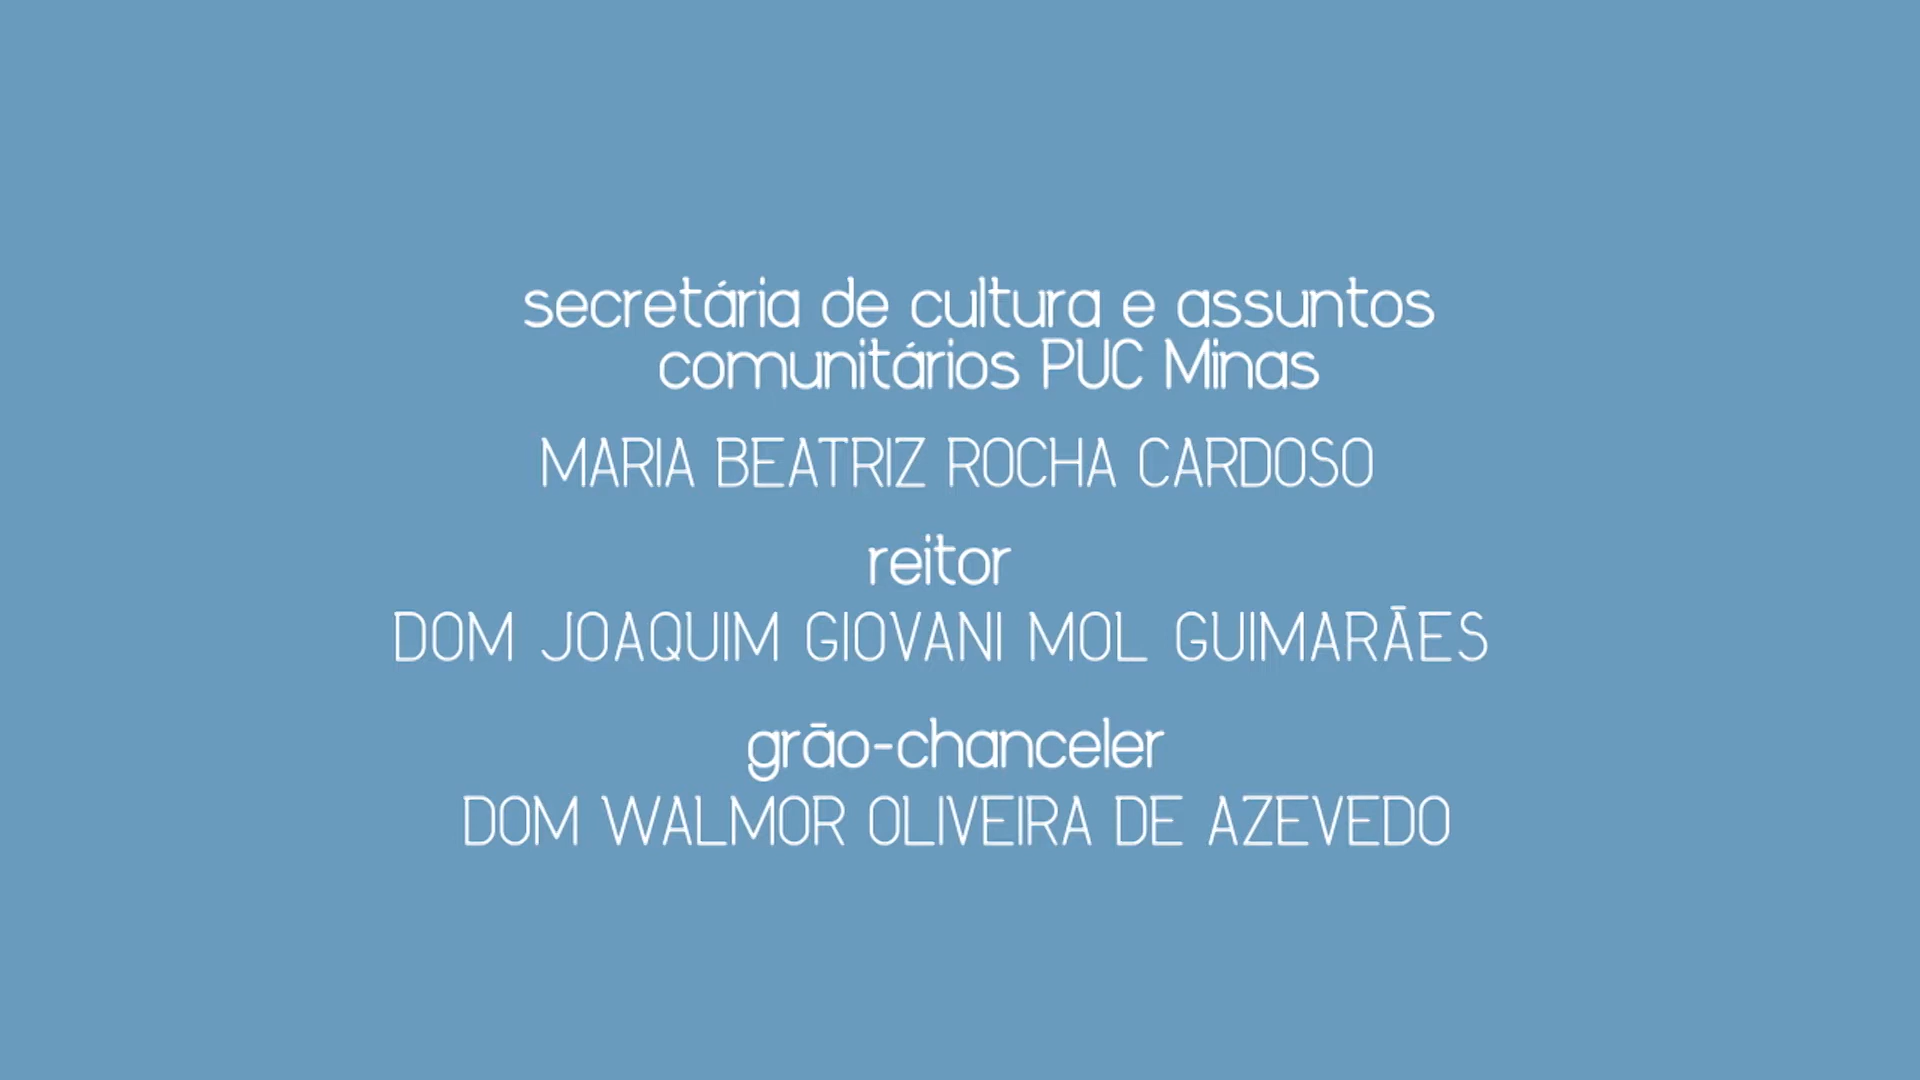 secretária de cultura e assuntos
comunitários PUC Minas
MARIA BEATRIZ ROCHA CARDOSO
reitor
DOM JOAQUIM GIOVANI MOL GUIMARÃES
grão-chanceler
DOM WALMOR OLIVEIRA DE AZEVEDO